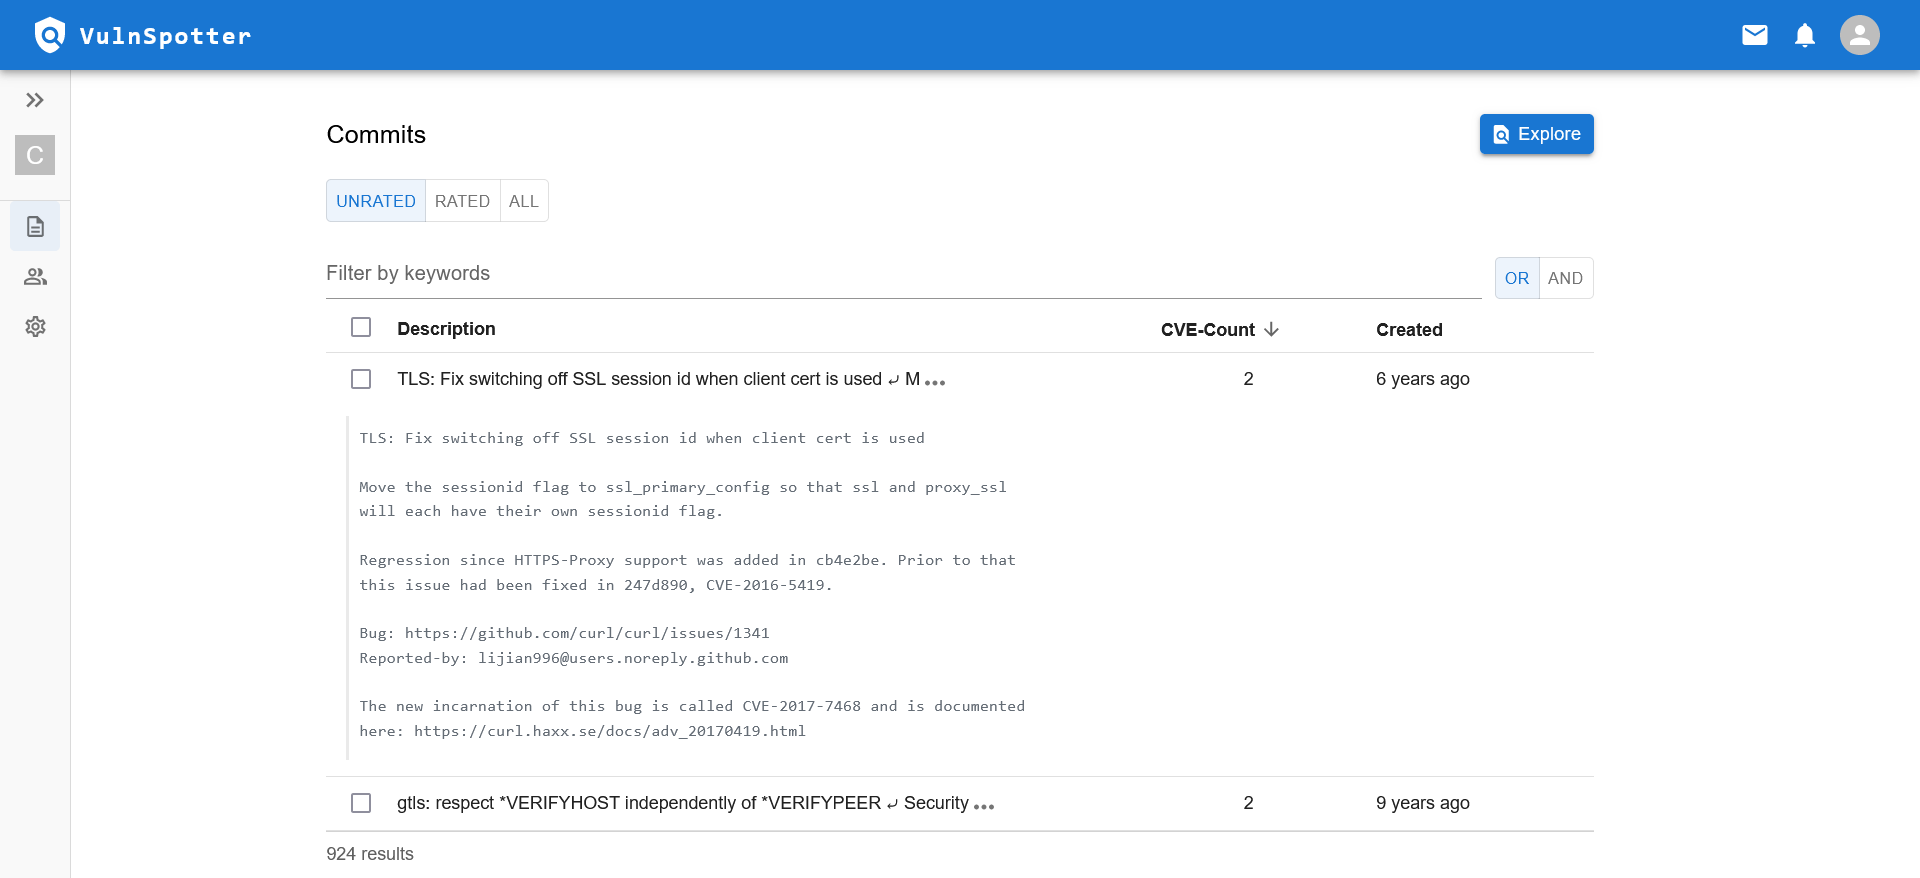 VulnSpotter
C
Commits
Explore
UNRATED RATED ALL
Filter by keywords
OR AND
Description CVE-Count Created
TLS: Fix switching off SSL session id when client cert is used ⤶ M ••• 2 6 years ago
TLS: Fix switching off SSL session id when client cert is used
Move the sessionid flag to ssl_primary_config so that ssl and proxy_ssl
will each have their own sessionid flag.
Regression since HTTPS-Proxy support was added in cb4e2be. Prior to that
this issue had been fixed in 247d890, CVE-2016-5419.
Bug: https://github.com/curl/curl/issues/1341
Reported-by: lijian996@users.noreply.github.com
The new incarnation of this bug is called CVE-2017-7468 and is documented
here: https://curl.haxx.se/docs/adv_20170419.html
gtls: respect *VERIFYHOST independently of *VERIFYPEER ⤶ Security ••• 2 9 years ago
924 results